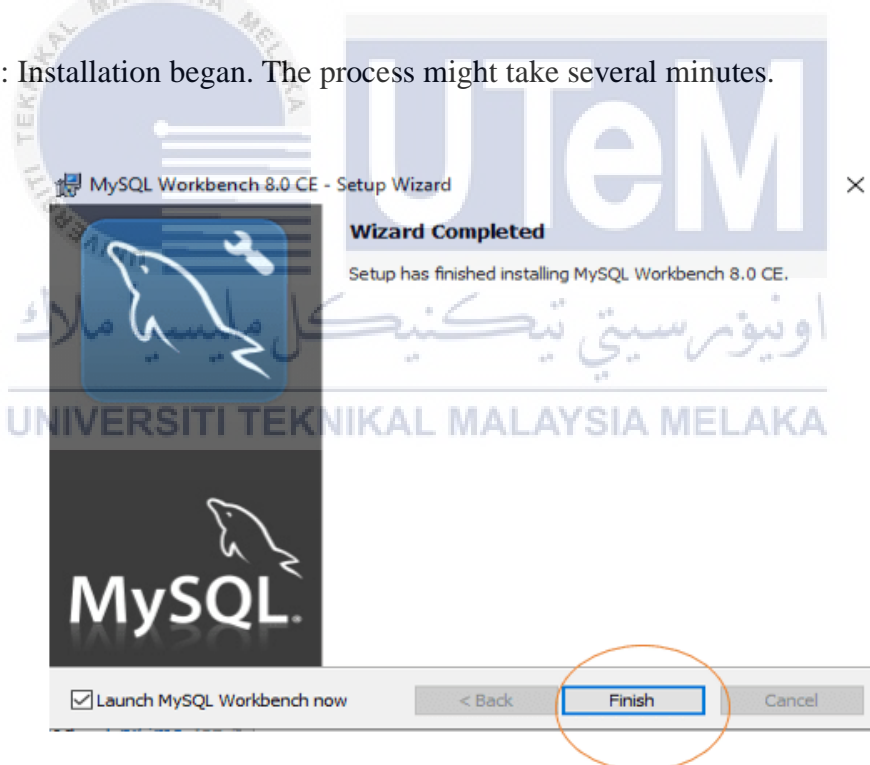 : Installation began. The process might take several minutes.
UTeM
MySQL Workbench 8.0 CE - Setup Wizard
Wizard Completed
Setup has finished installing MySQL Workbench 8.0 CE.
اونيۏرسيتي تيكنيكل مليسيا ملاك
UNIVERSITI TEKNIKAL MALAYSIA MELAKA
MySQL.
Launch MySQL Workbench now
< Back
Finish
Cancel